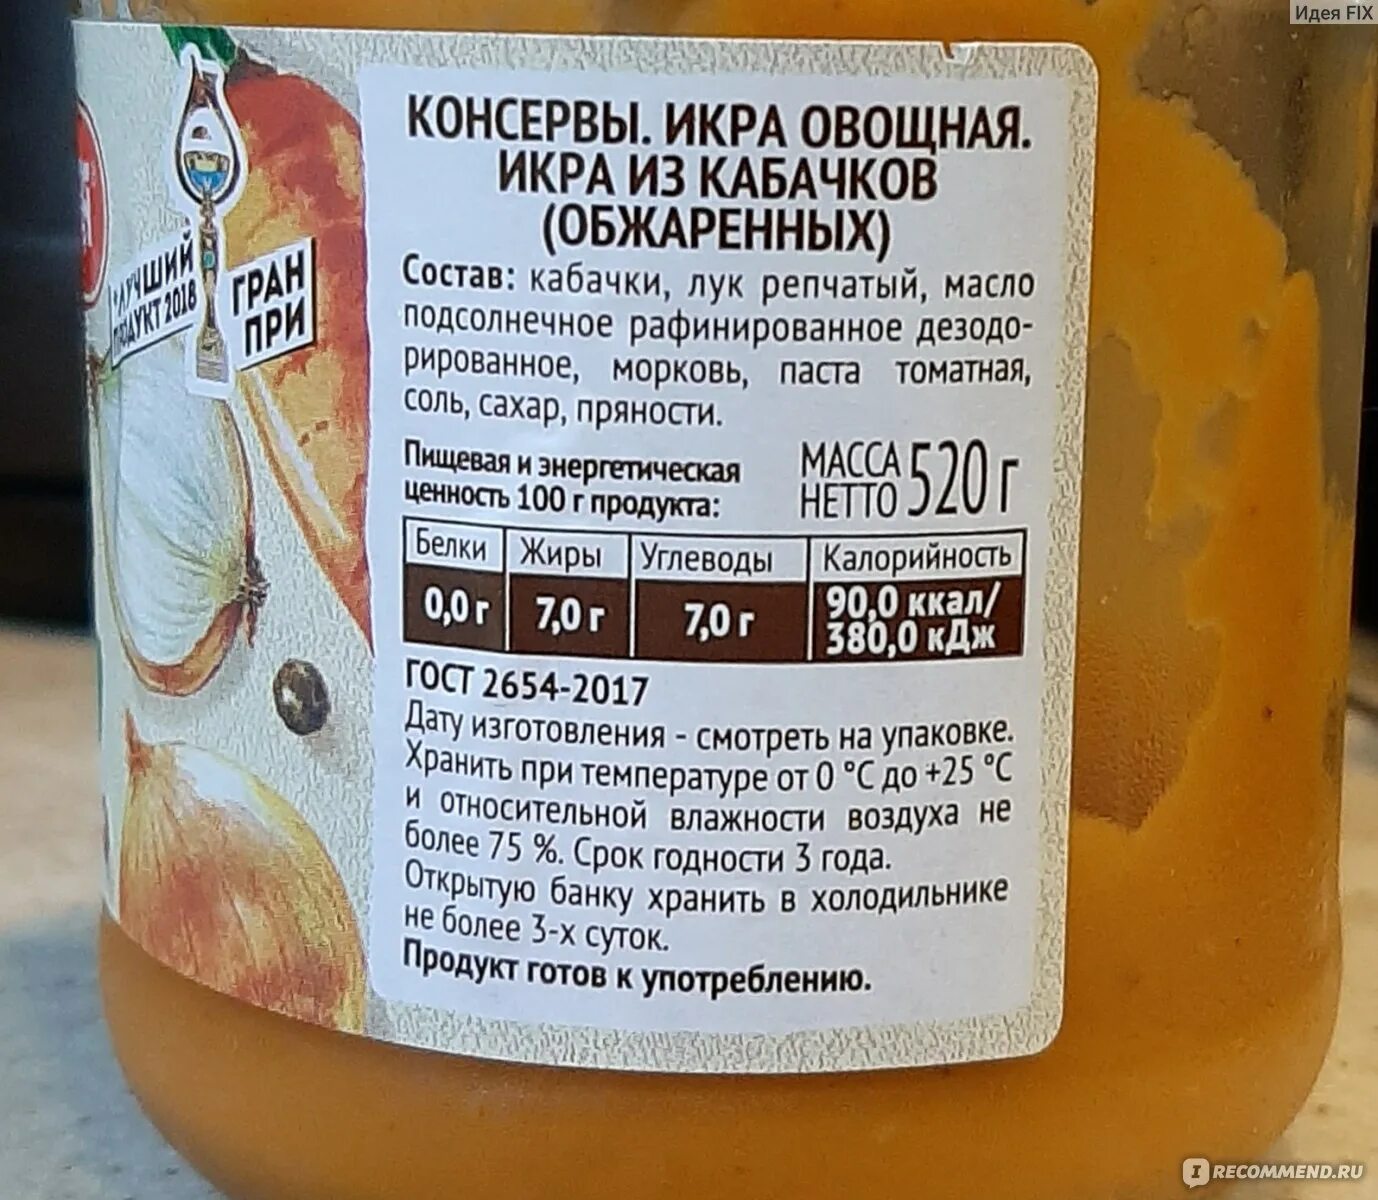 Идея FIX
ЛУЧШИЙ
ПРОДУКТ 2018
ГРАН
ПРИ
КОНСЕРВЫ. ИКРА ОВОЩНАЯ.
ИКРА ИЗ КАБАЧКОВ
(ОБЖАРЕННЫХ)
Состав: кабачки, лук репчатый, масло
подсолнечное рафинированное дезодо-
рированное, морковь, паста томатная,
соль, сахар, пряности.
Пищевая и энергетическая
ценность 100 г продукта:
МАССА
НЕТТО 520 г
Белки Жиры Углеводы Калорийность
0,0 г 7,0 г 7,0 г 90,0 ккал/
380,0 кДж
ГОСТ 2654-2017
Дату изготовления - смотреть на упаковке.
Хранить при температуре от 0 °C до +25 °C
и относительной влажности воздуха не
более 75 %. Срок годности 3 года.
Открытую банку хранить в холодильнике
не более 3-х суток.
Продукт готов к употреблению.
IRECOMMEND.RU